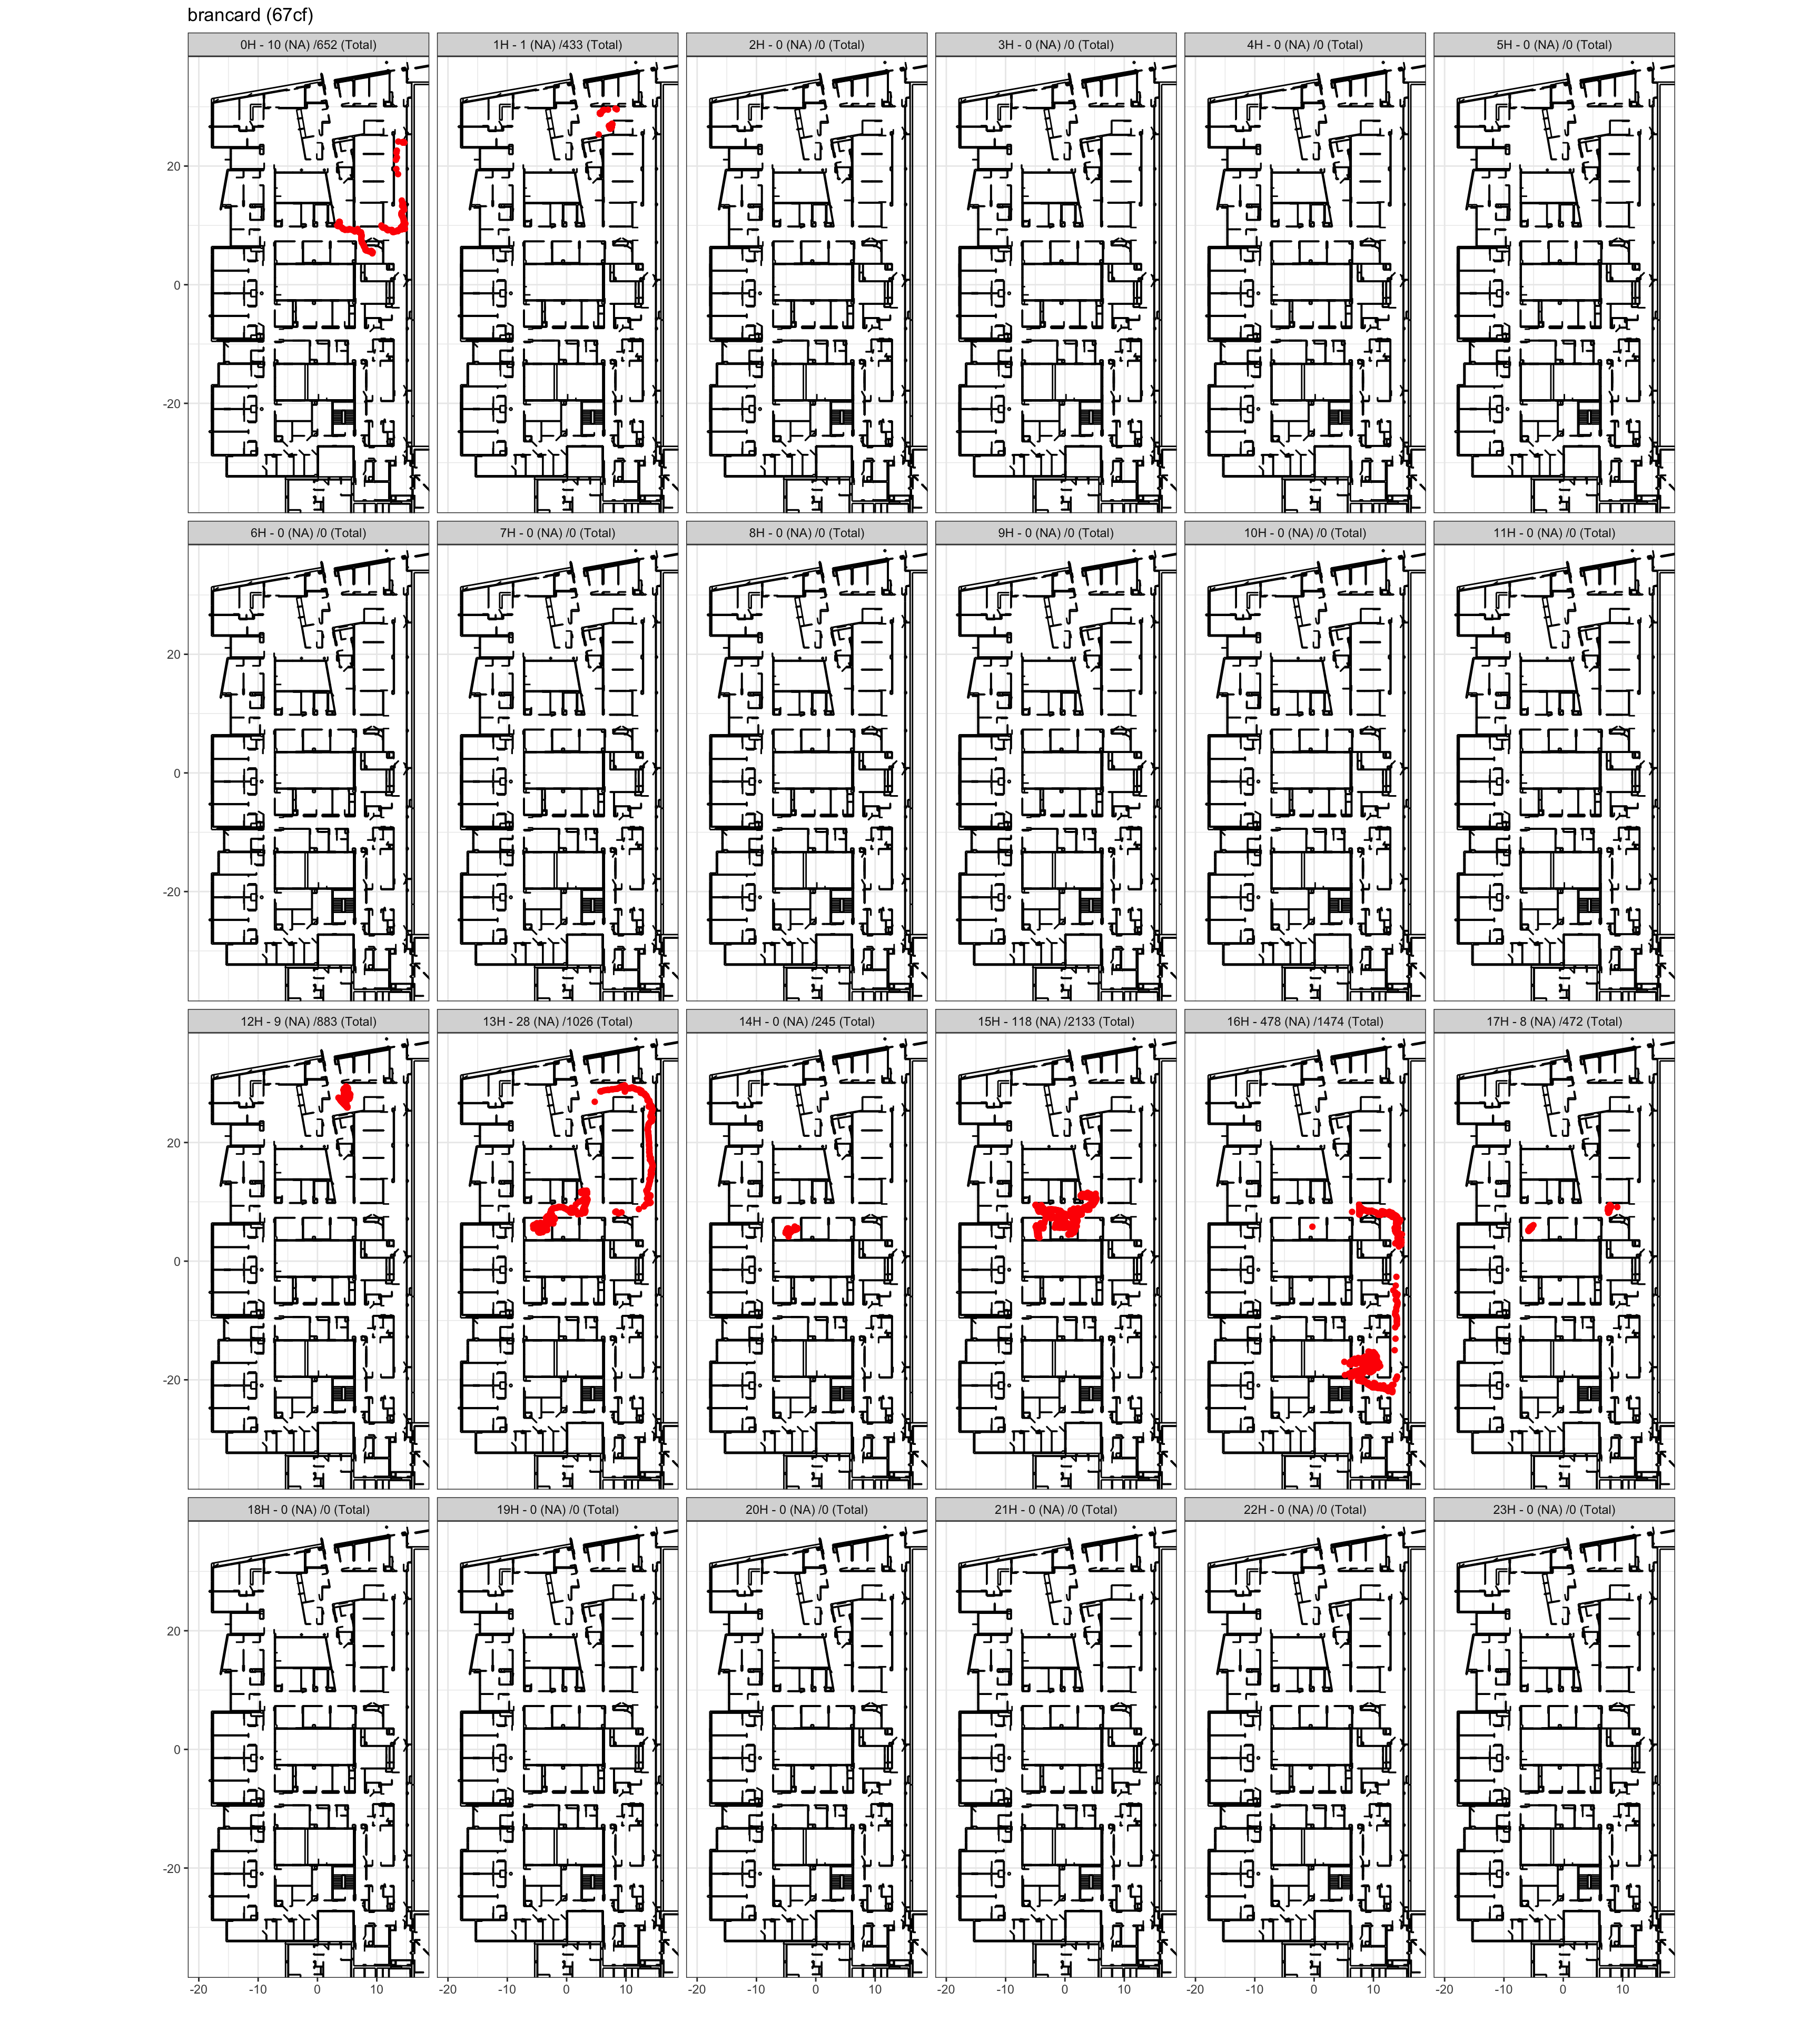 brancard (67cf)
0H - 10 (NA) /652 (Total) 1H - 1 (NA) /433 (Total) 2H - 0 (NA) /0 (Total) 3H - 0 (NA) /0 (Total) 4H - 0 (NA) /0 (Total) 5H - 0 (NA) /0 (Total)
20
0
-20
6H - 0 (NA) /0 (Total) 7H - 0 (NA) /0 (Total) 8H - 0 (NA) /0 (Total) 9H - 0 (NA) /0 (Total) 10H - 0 (NA) /0 (Total) 11H - 0 (NA) /0 (Total)
20
0
-20
12H - 9 (NA) /883 (Total) 13H - 28 (NA) /1026 (Total) 14H - 0 (NA) /245 (Total) 15H - 118 (NA) /2133 (Total) 16H - 478 (NA) /1474 (Total) 17H - 8 (NA) /472 (Total)
20
0
-20
18H - 0 (NA) /0 (Total) 19H - 0 (NA) /0 (Total) 20H - 0 (NA) /0 (Total) 21H - 0 (NA) /0 (Total) 22H - 0 (NA) /0 (Total) 23H - 0 (NA) /0 (Total)
20
0
-20
-20 -10 0 10 -20 -10 0 10 -20 -10 0 10 -20 -10 0 10 -20 -10 0 10 -20 -10 0 10